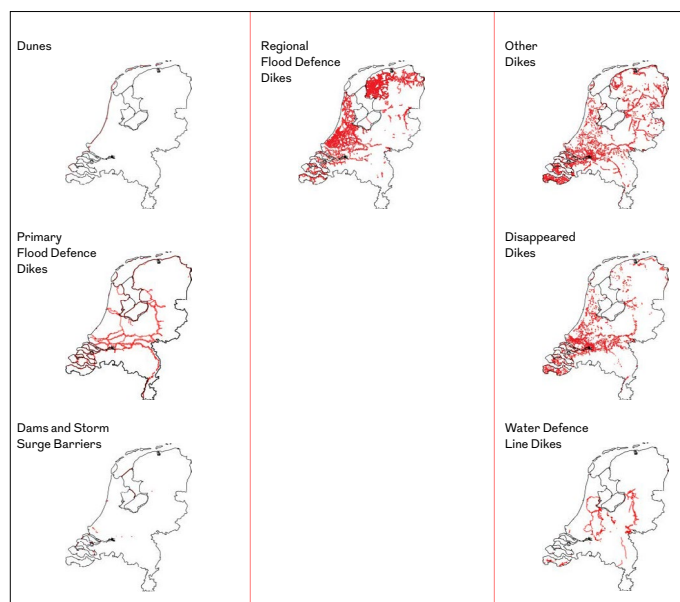 Dunes
Regional
Flood Defence
Dikes
Other
Dikes
Primary
Flood Defence
Dikes
Disappeared
Dikes
Dams and Storm
Surge Barriers
Water Defence
Line Dikes